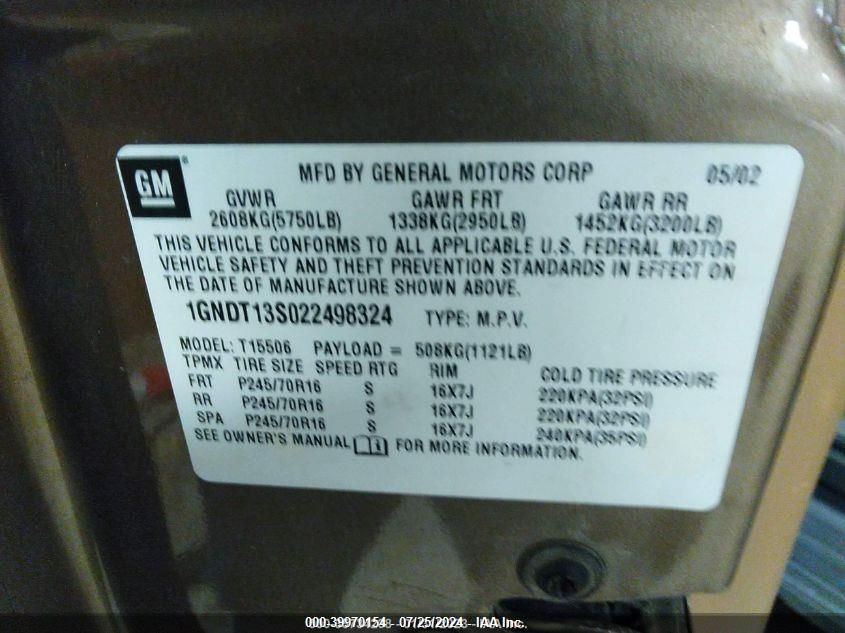 GM
MFD BY GENERAL MOTORS CORP 05/02
GVWR GAWR FRT GAWR RR
2608KG(5750LB) 1338KG(2950LB) 1452KG(3200LB)
THIS VEHICLE CONFORMS TO ALL APPLICABLE U.S. FEDERAL MOTOR
VEHICLE SAFETY AND THEFT PREVENTION STANDARDS IN EFFECT ON
THE DATE OF MANUFACTURE SHOWN ABOVE.
1GNDT13S022498324 TYPE: M.P.V.
MODEL: T15506 PAYLOAD = 508KG(1121LB)
TPMX TIRE SIZE SPEED RTG RIM COLD TIRE PRESSURE
FRT P245/70R16 S 16X7J 220KPA(32PSI)
RR P245/70R16 S 16X7J 220KPA(32PSI)
SPA P245/70R16 S 16X7J 240KPA(35PSI)
SEE OWNER'S MANUAL FOR MORE INFORMATION.
000-39970154 - 07/25/2024 - IAA Inc.